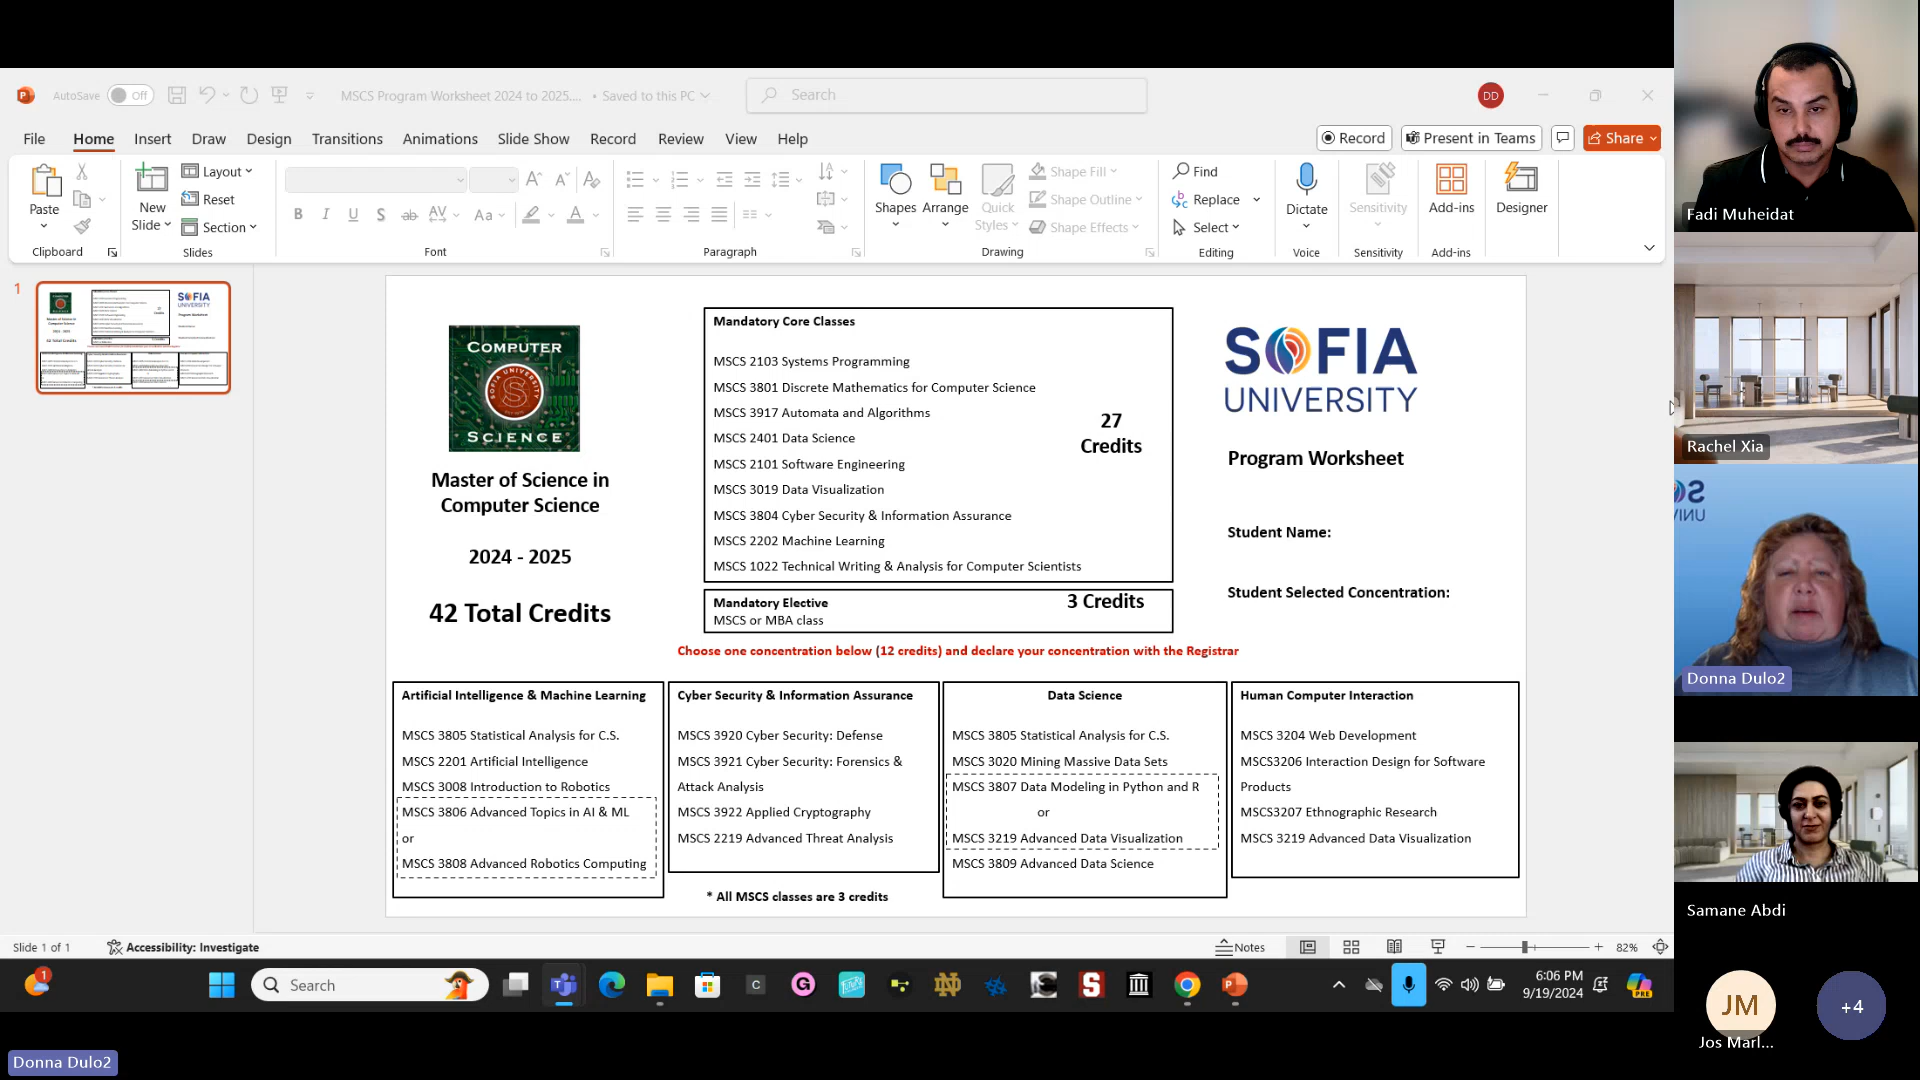 AutoSave
Off
MSCS Program Worksheet 2024 to 2025....
• Saved to this PC
Search
DD
File
Home
Insert
Draw
Design
Transitions
Animations
Slide Show
Record
Review
View
Help
Record
Present in Teams
Share
Paste
New
Slide
Layout
Reset
Section
Shapes
Arrange
Quick
Styles
Shape Fill
Shape Outline
Shape Effects
Find
Replace
Select
Dictate
Sensitivity
Add-ins
Designer
Clipboard
Slides
Font
Paragraph
Drawing
Editing
Voice
Sensitivity
Add-ins
1
COMPUTER
SCIENCE
Master of Science in
Computer Science
2024 - 2025
42 Total Credits
Mandatory Core Classes
MSCS 2103 Systems Programming
MSCS 3801 Discrete Mathematics for Computer Science
MSCS 3917 Automata and Algorithms
MSCS 2401 Data Science
MSCS 2101 Software Engineering
MSCS 3019 Data Visualization
MSCS 3804 Cyber Security & Information Assurance
MSCS 2202 Machine Learning
MSCS 1022 Technical Writing & Analysis for Computer Scientists
27
Credits
Mandatory Elective
MSCS or MBA class
3 Credits
SOFIA
UNIVERSITY
Program Worksheet
Student Name:
Student Selected Concentration:
Choose one concentration below (12 credits) and declare your concentration with the Registrar
Artificial Intelligence & Machine Learning
MSCS 3805 Statistical Analysis for C.S.
MSCS 2201 Artificial Intelligence
MSCS 3008 Introduction to Robotics
MSCS 3806 Advanced Topics in AI & ML
or
MSCS 3808 Advanced Robotics Computing
Cyber Security & Information Assurance
MSCS 3920 Cyber Security: Defense
MSCS 3921 Cyber Security: Forensics &
Attack Analysis
MSCS 3922 Applied Cryptography
MSCS 2219 Advanced Threat Analysis
Data Science
MSCS 3805 Statistical Analysis for C.S.
MSCS 3020 Mining Massive Data Sets
MSCS 3807 Data Modeling in Python and R
or
MSCS 3219 Advanced Data Visualization
MSCS 3809 Advanced Data Science
Human Computer Interaction
MSCS 3204 Web Development
MSCS3206 Interaction Design for Software
Products
MSCS3207 Ethnographic Research
MSCS 3219 Advanced Data Visualization
* All MSCS classes are 3 credits
Slide 1 of 1
Accessibility: Investigate
Notes
82%
1
Search
6:06 PM
9/19/2024
Donna Dulo2
Fadi Muheidat
Rachel Xia
Donna Dulo2
Samane Abdi
JM
Jos Marl...
+4